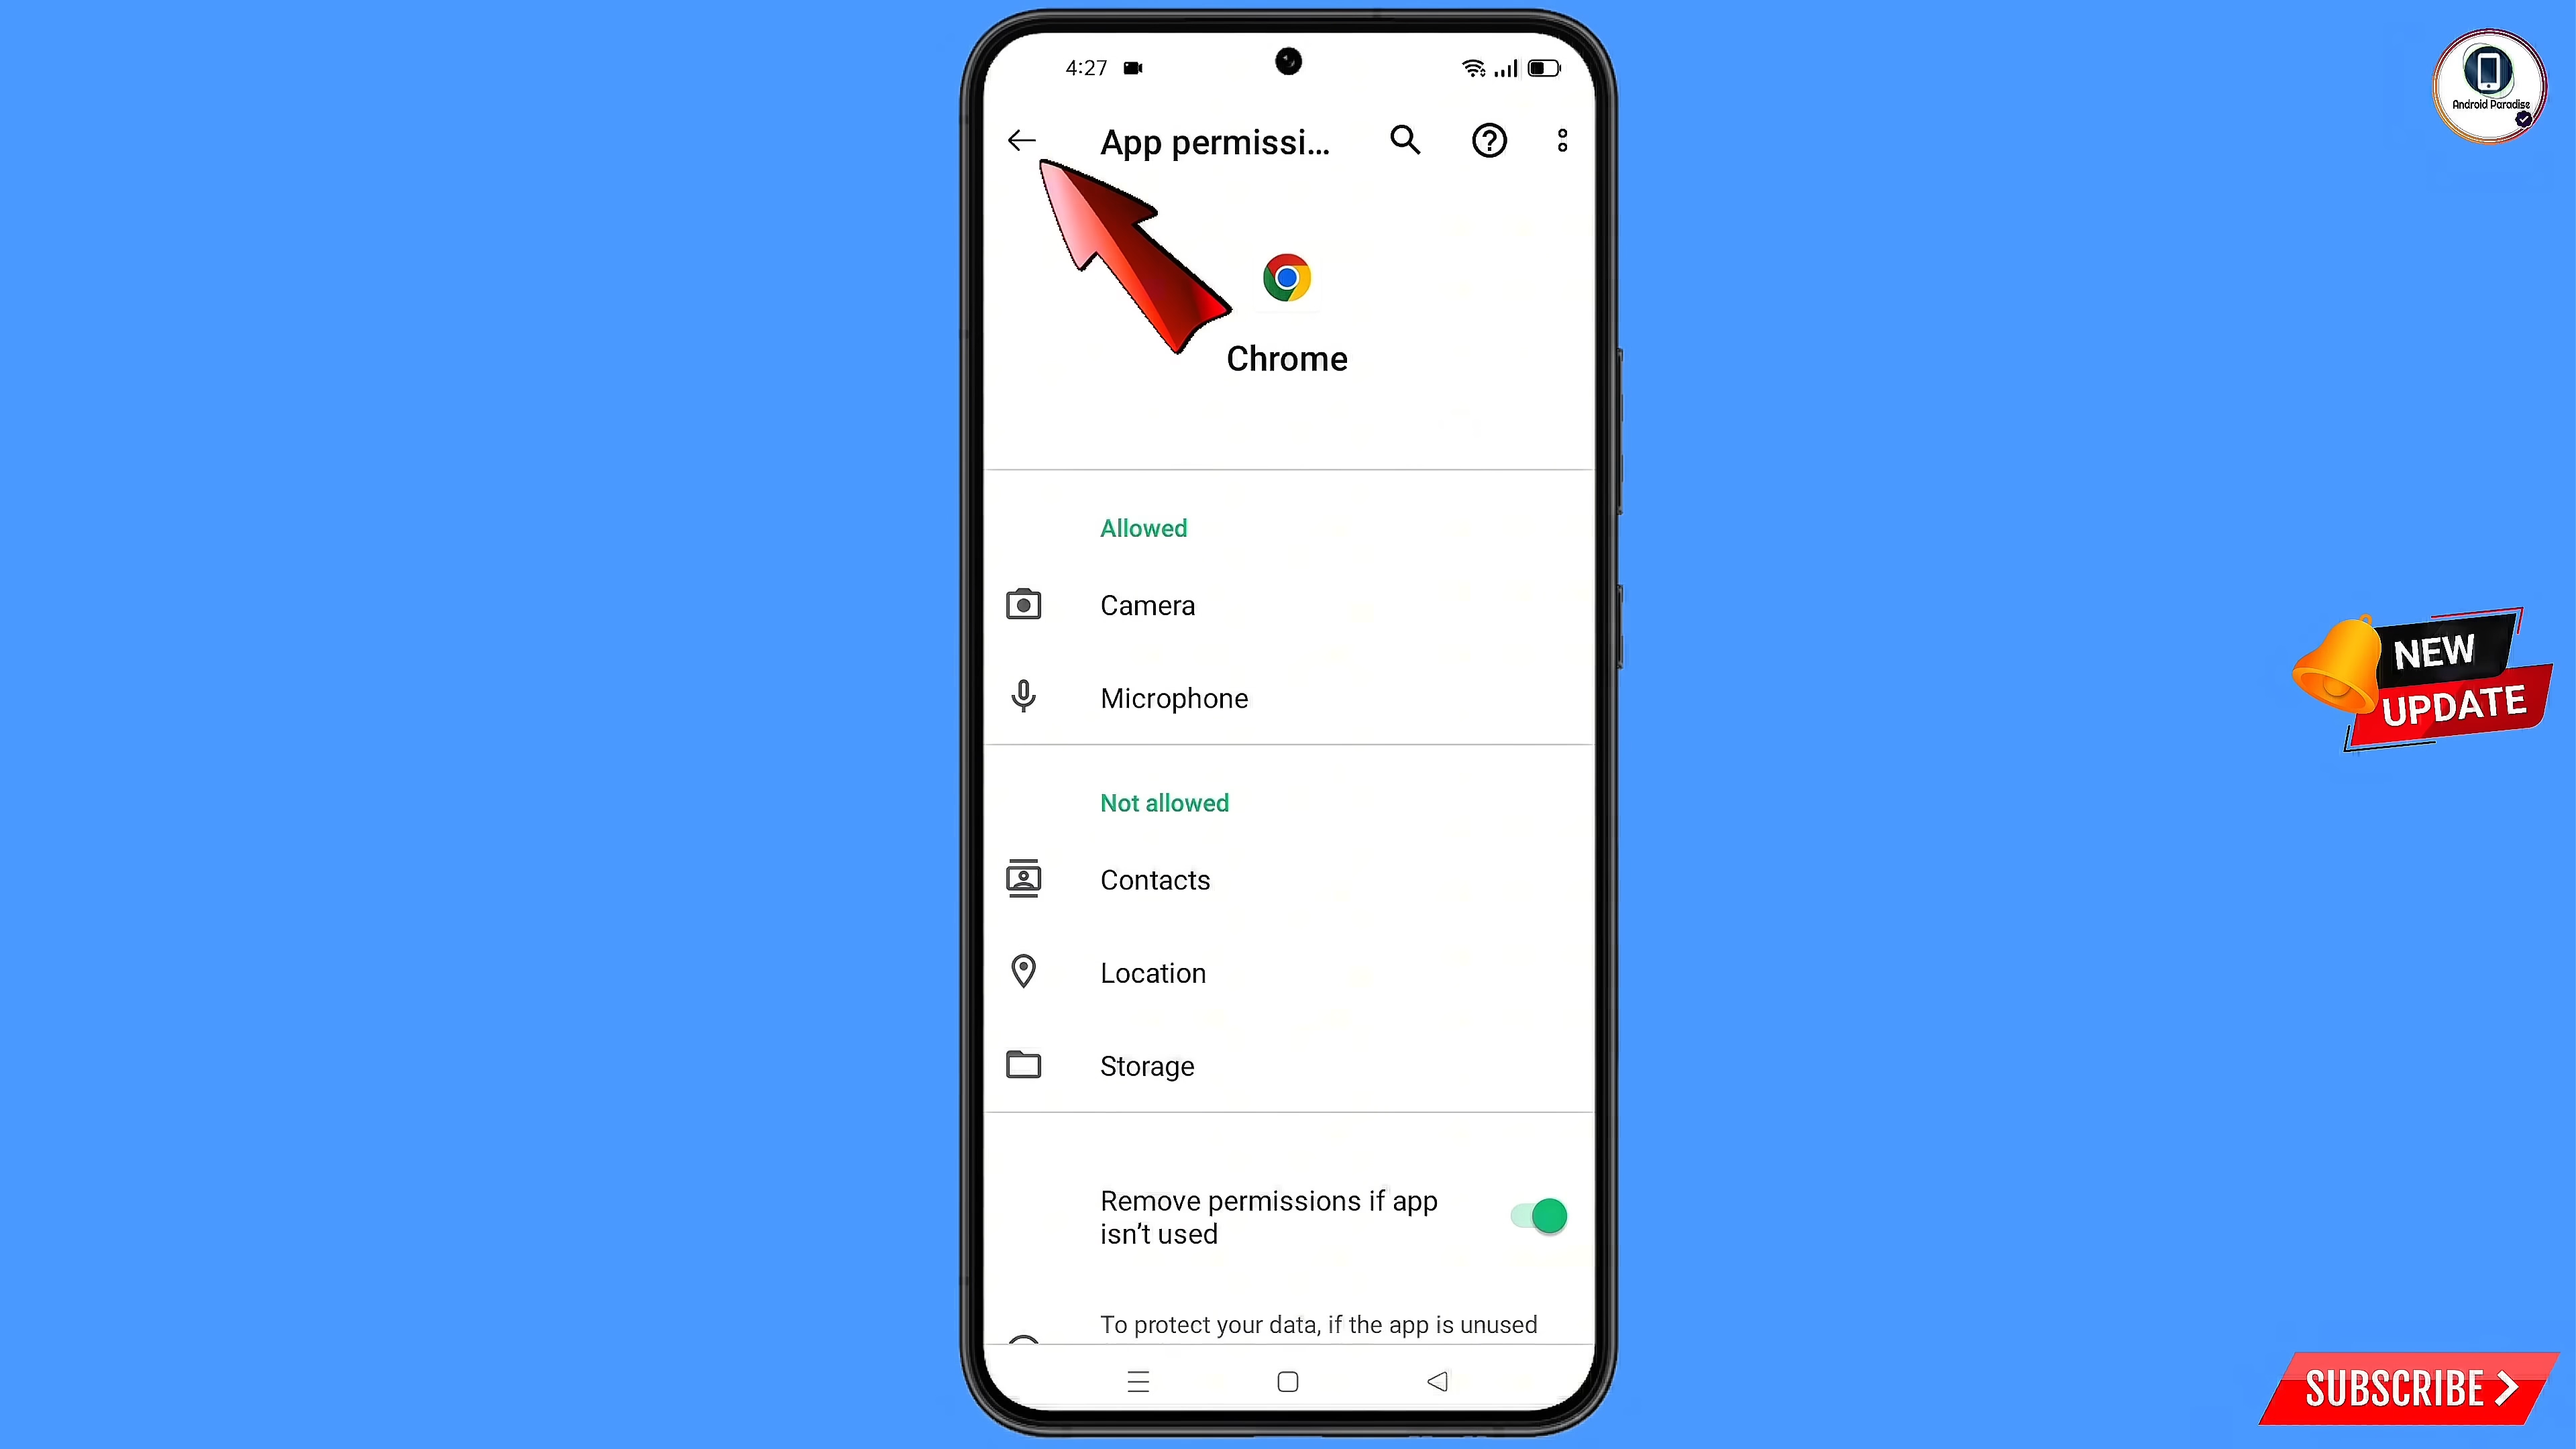 4:27
App permissi...
Chrome
Allowed
Camera
Microphone
Not allowed
Contacts
Location
Storage
Remove permissions if app
isn't used
To protect your data, if the app is unused
Android Paradise
NEW
UPDATE
SUBSCRIBE